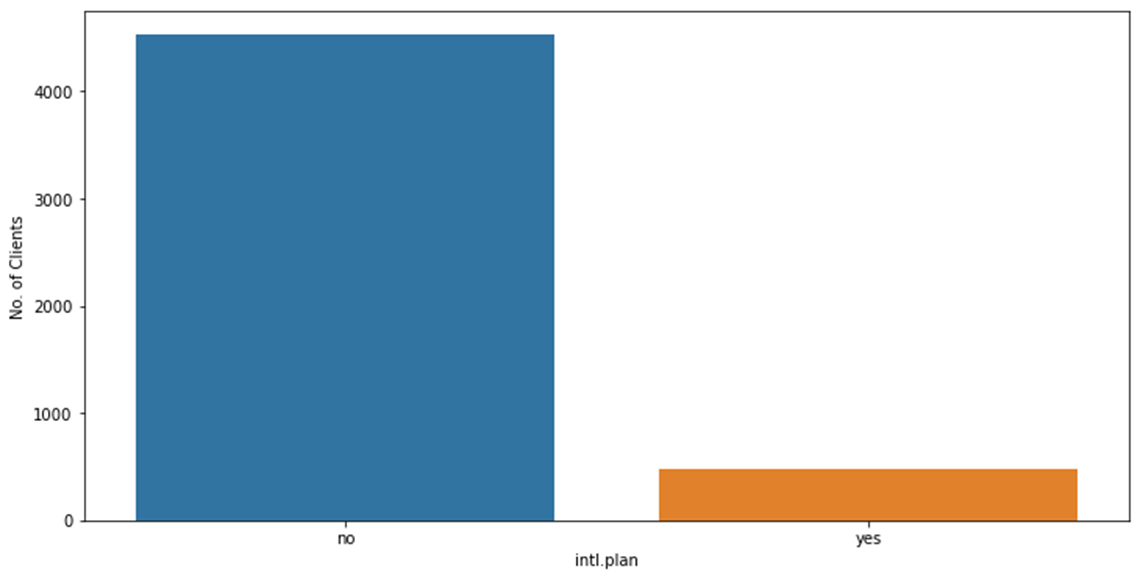 4000
3000
2000
1000
0
No. of Clients
no yes
intl.plan